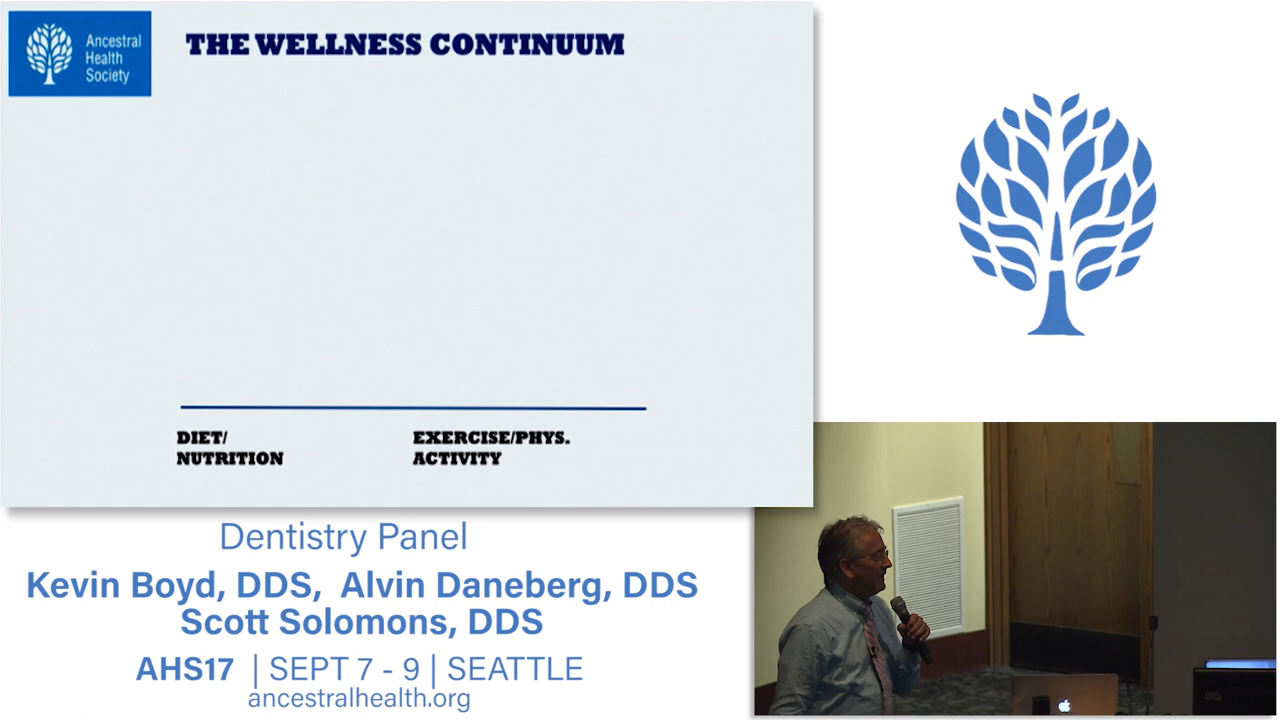 Ancestral
Health
Society
THE WELLNESS CONTINUUM
DIET/
NUTRITION
EXERCISE/PHYS.
ACTIVITY
Dentistry Panel
Kevin Boyd, DDS, Alvin Daneberg, DDS
Scott Solomons, DDS
AHS17 | SEPT 7 - 9 | SEATTLE
ancestralhealth.org